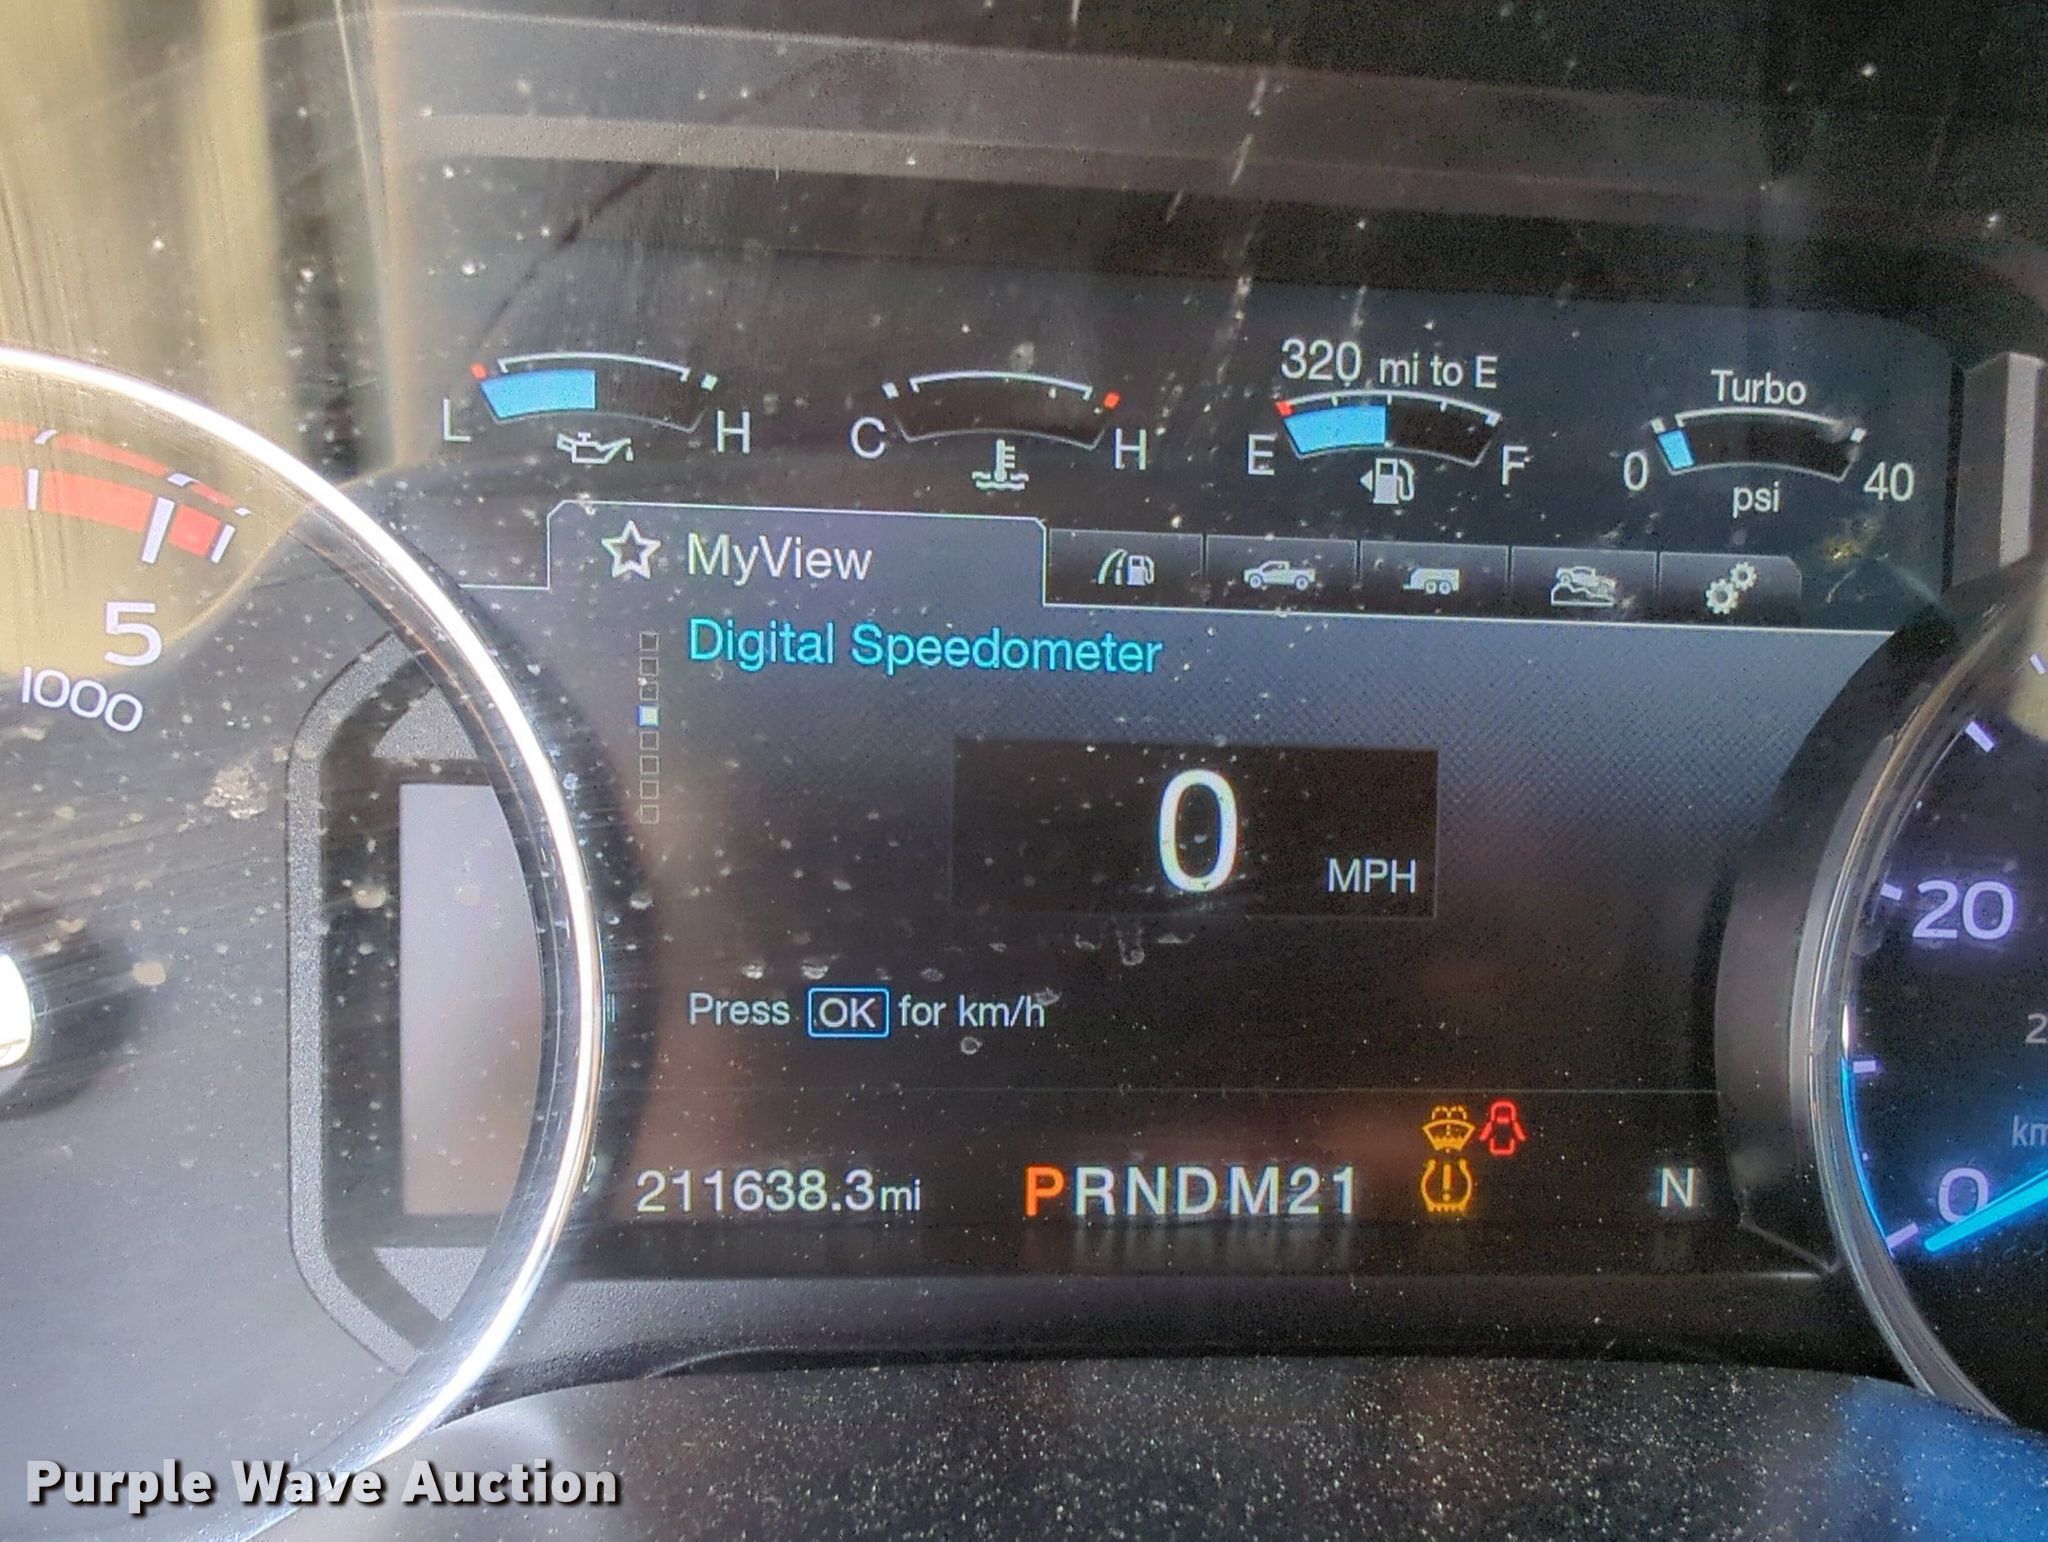 320 mi to E
Turbo
L H
C H
E F
0 40
psi
MyView
Digital Speedometer
5
1000
0
MPH
20
Press OK for km/h
211638.3mi
PRNDM21
N
0
Purple Wave Auction